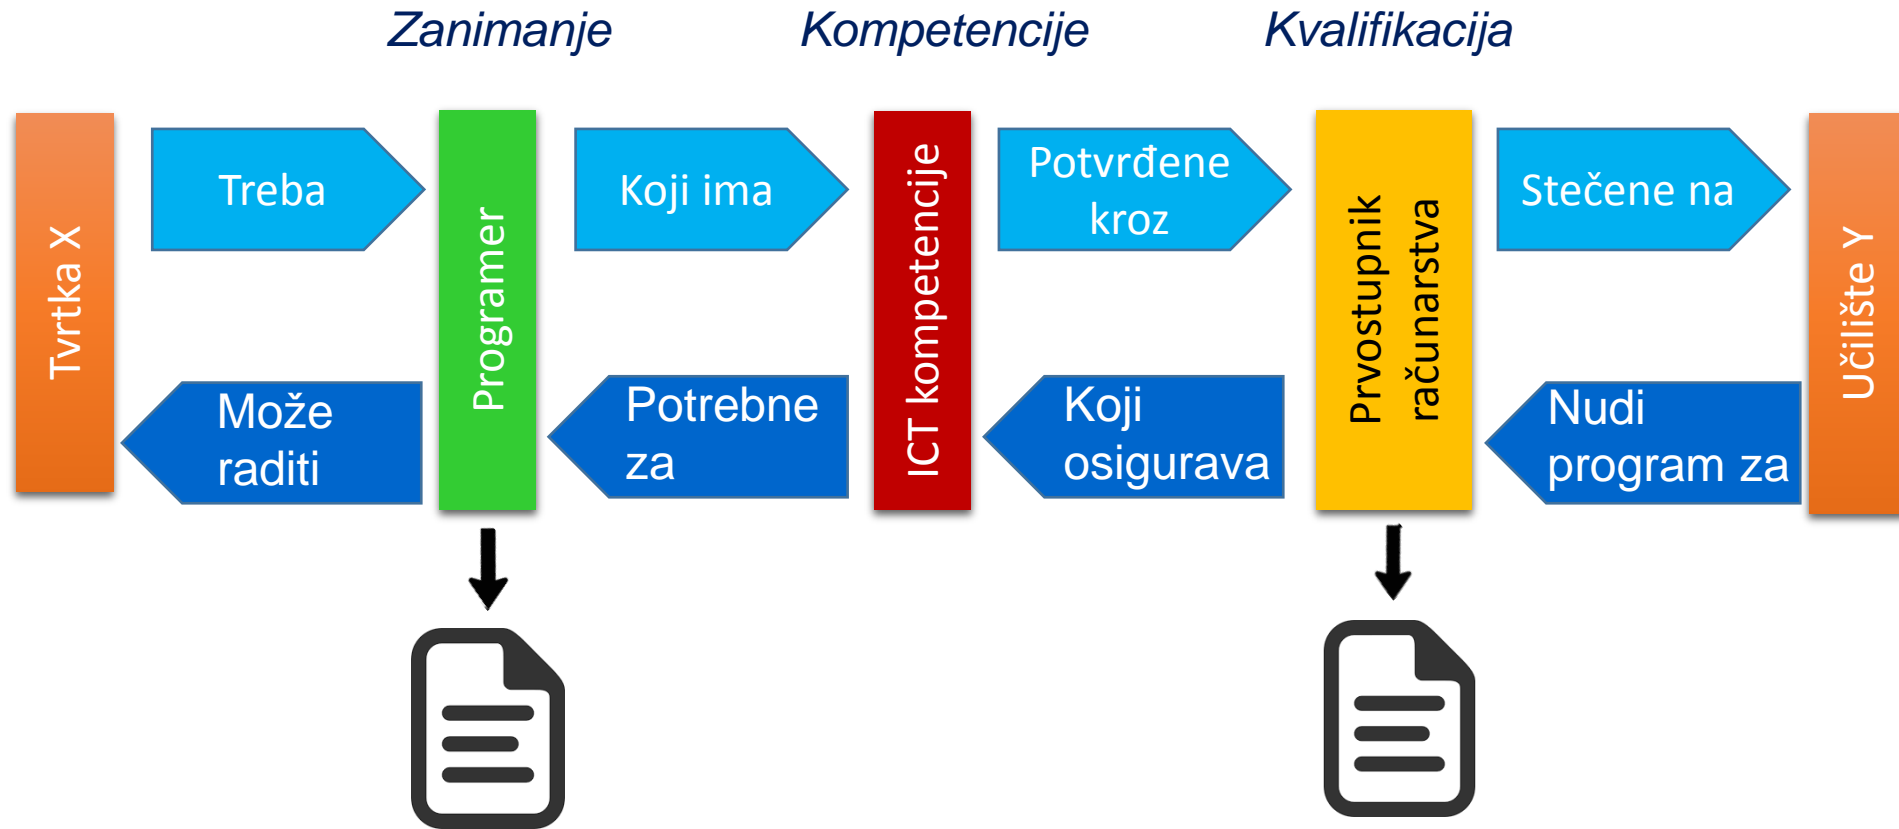 Zanimanje
Kompetencije
Kvalifikacija
Tvrtka X
Treba
Programer
Koji ima
ICT kompetencije
Potvrđene
kroz
Prvostupnik
računarstva
Stečene na
Učilište Y
Može
raditi
Potrebne
za
Koji
osigurava
Nudi
program za